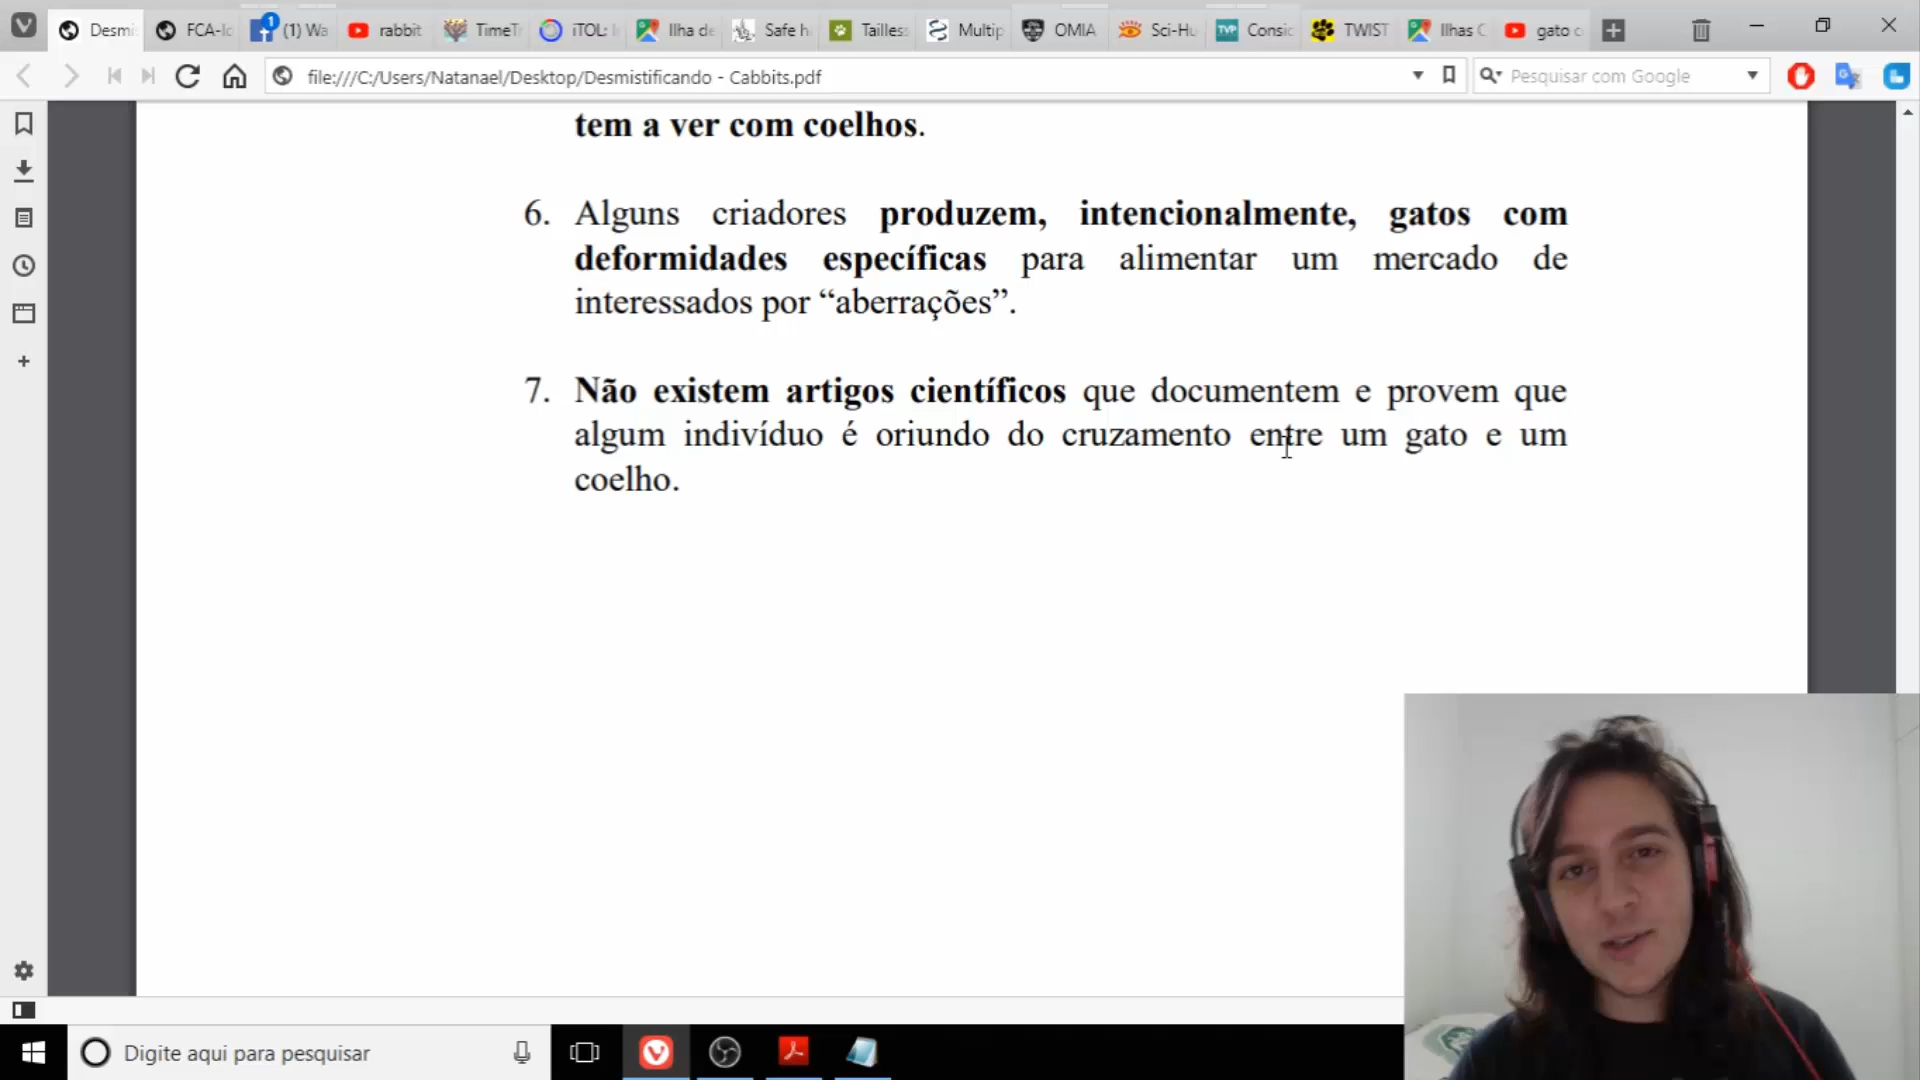 Desmi
FCA-Ic
1
(1) Wa
rabbit
TimeTr
iTOL: I
Ilha de
Safe h
Tailless
Multip
OMIA
Sci-Hu
TVP
Consic
TWIST
Ilhas C
gato c
file:///C:/Users/Natanael/Desktop/Desmistificando - Cabbits.pdf
Pesquisar com Google
tem a ver com coelhos.
6. Alguns criadores produzem, intencionalmente, gatos com
deformidades específicas para alimentar um mercado de
interessados por “aberrações”.
7. Não existem artigos científicos que documentem e provem que
algum indivíduo é oriundo do cruzamento entre um gato e um
coelho.
Digite aqui para pesquisar